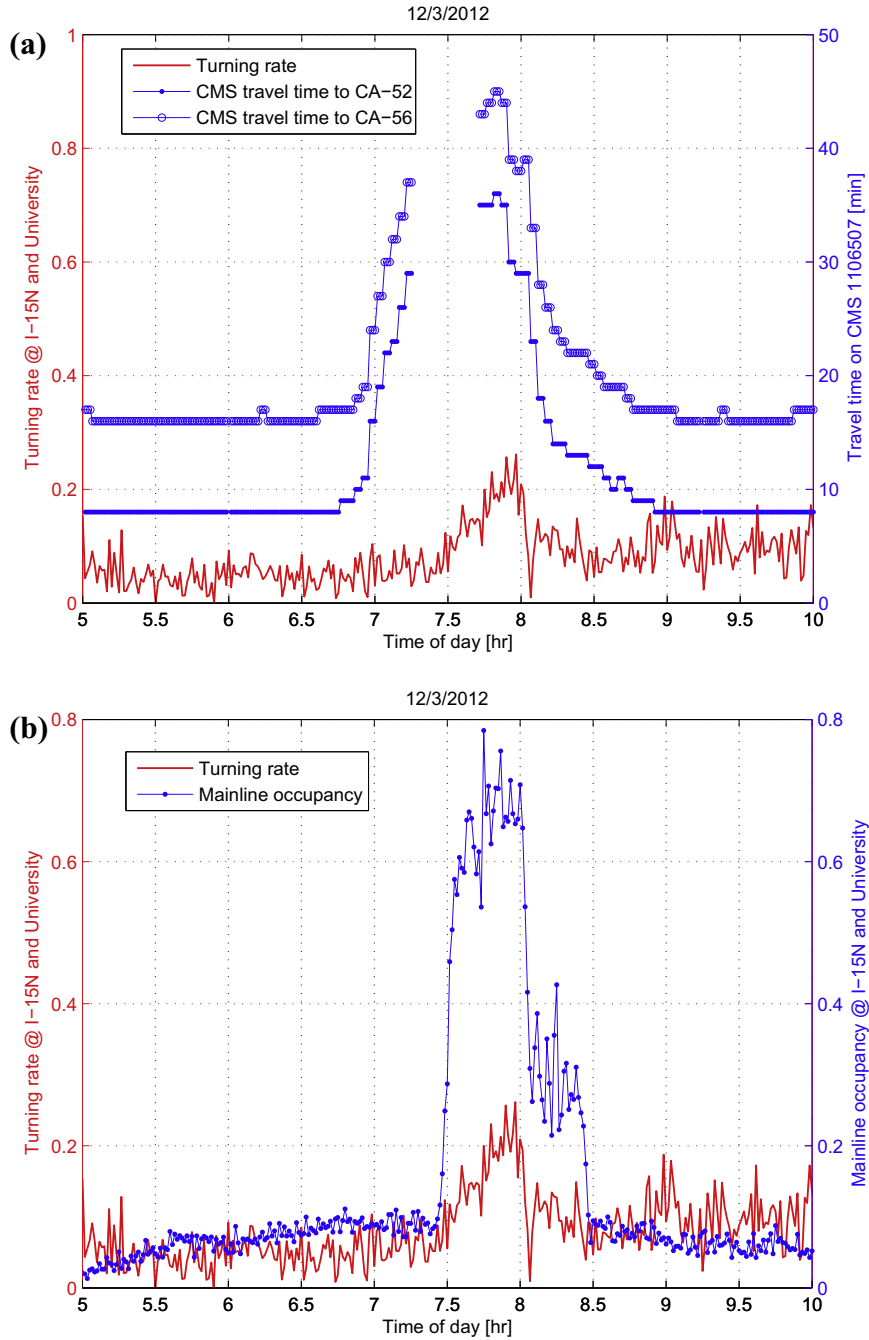 12/3/2012
(a)
Turning rate
CMS travel time to CA−52
CMS travel time to CA−56
Turning rate @ I−15N and University
Travel time on CMS 1106507 [min]
1
0.8
0.6
0.4
0.2
0
50
40
30
20
10
0
5 5.5 6 6.5 7 7.5 8 8.5 9 9.5 10
Time of day [hr]
12/3/2012
(b)
Turning rate
Mainline occupancy
Turning rate @ I−15N and University
Mainline occupancy @ I−15N and University
0.8
0.6
0.4
0.2
0
0.8
0.6
0.4
0.2
0
5 5.5 6 6.5 7 7.5 8 8.5 9 9.5 10
Time of day [hr]